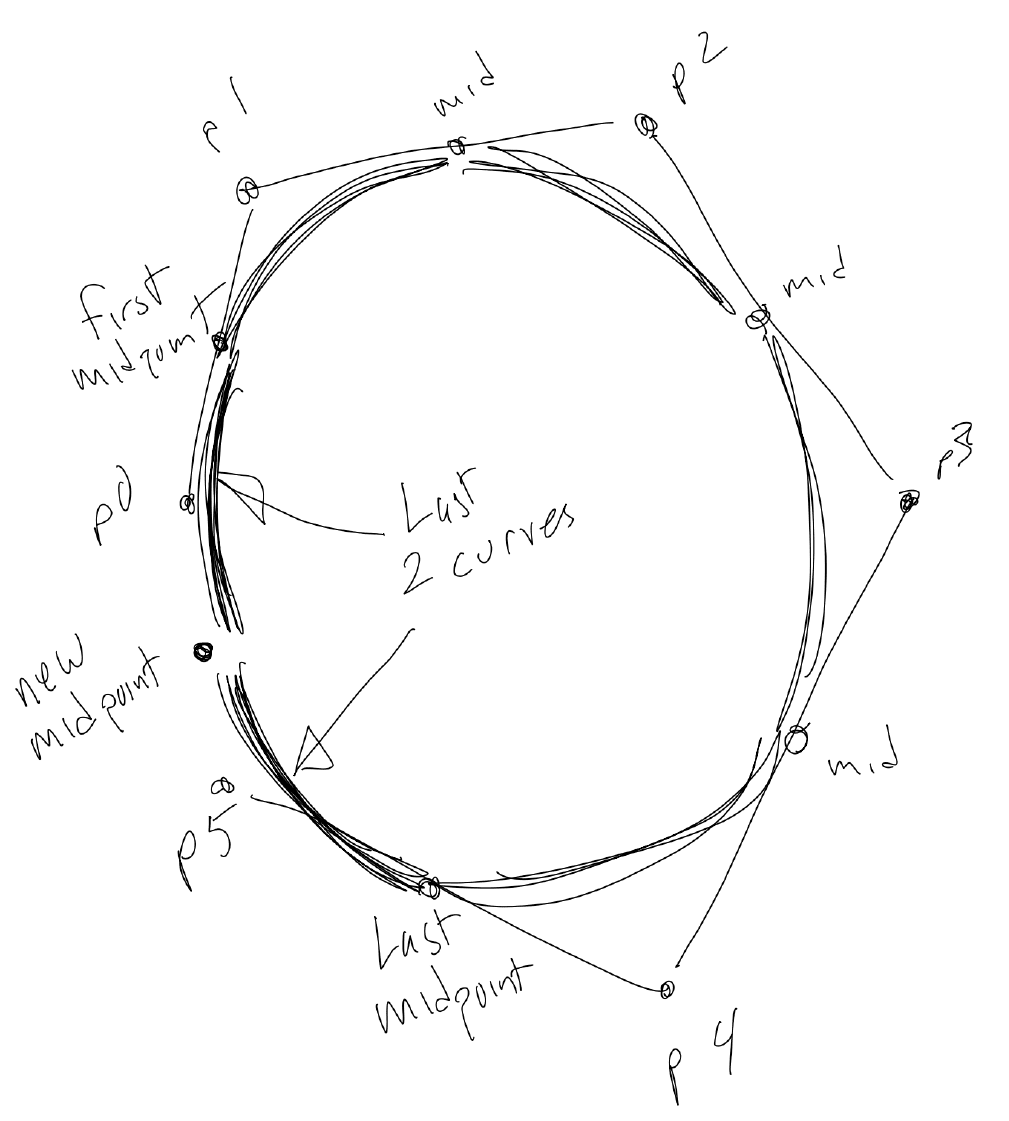 p2
mid
p1
mid
first
midpoint
p3
p0
Last
2 curves
new
midpoint
mid
p5
Last
midpoint
p4